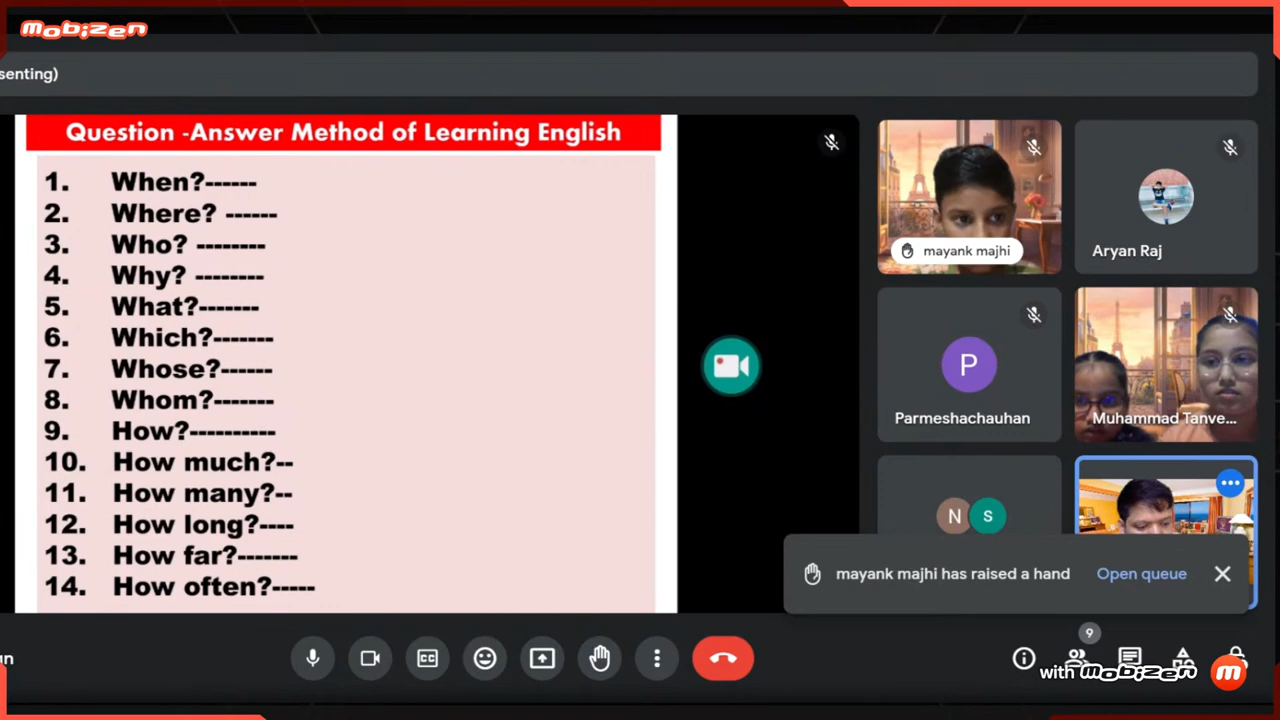 mobizen
senting)
Question -Answer Method of Learning English
1. When?------
2. Where? ------
3. Who? --------
4. Why? --------
5. What?-------
6. Which?-------
7. Whose?------
8. Whom?-------
9. How?----------
10. How much?--
11. How many?--
12. How long?----
13. How far?-------
14. How often?-----
mayank majhi
Aryan Raj
P
Parmeshachauhan
Muhammad Tanve...
N S
mayank majhi has raised a hand Open queue
CC
9
with mobizen m